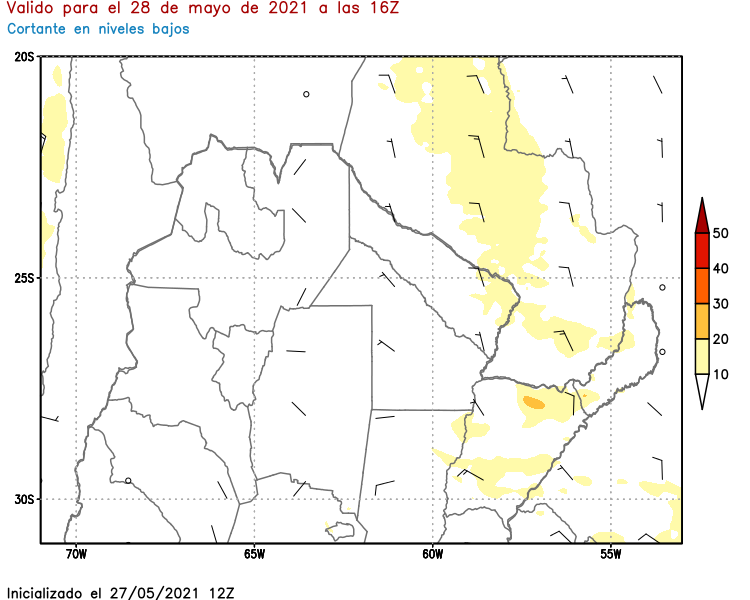 Valido para el 28 de mayo de 2021 a las 16Z
Cortante en niveles bajos
20S
25S
30S
70W
65W
60W
55W
50
40
30
20
10
Inicializado el 27/05/2021 12Z